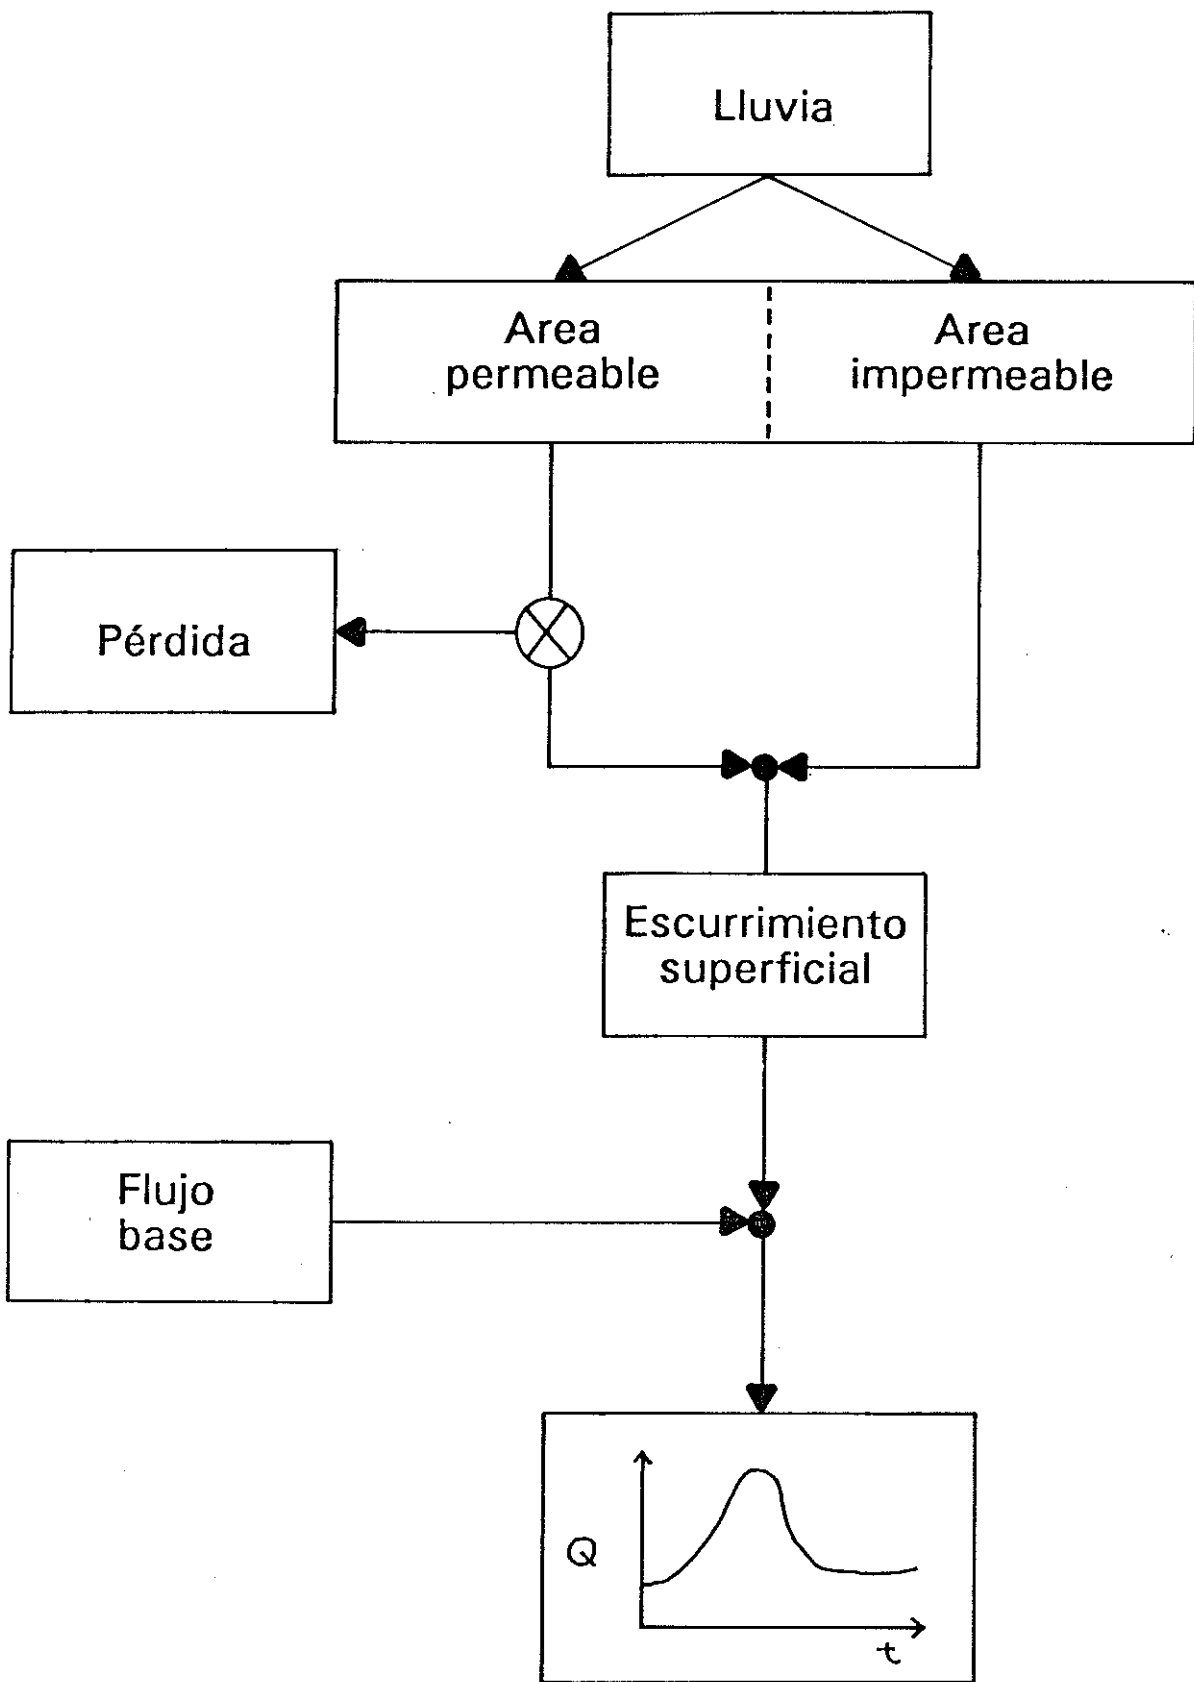 Lluvia
Area
permeable
Area
impermeable
Pérdida
Escurrimiento
superficial
Flujo
base
Q
t